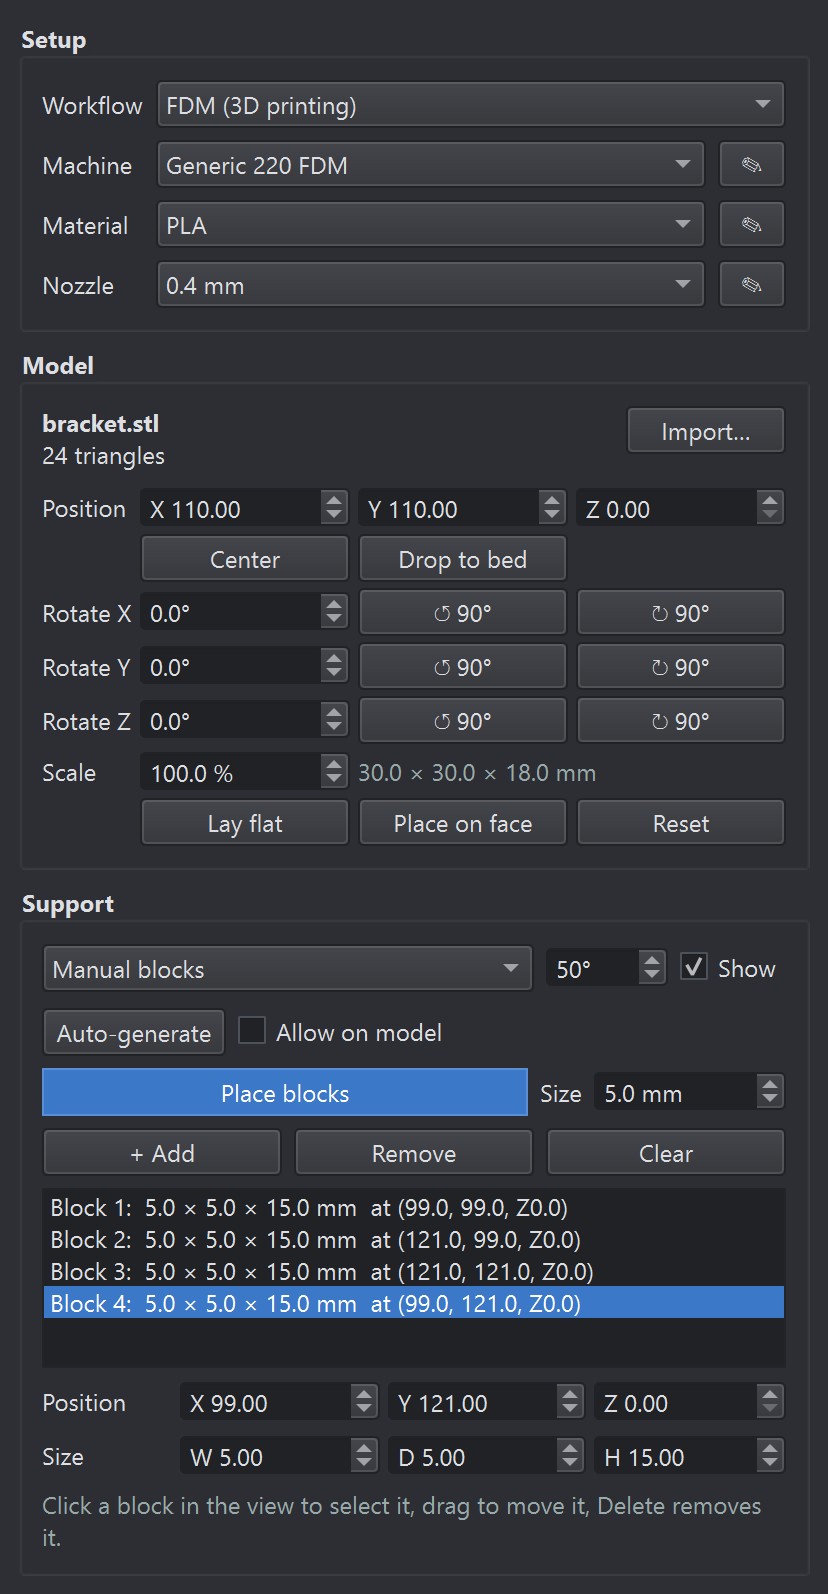 Setup
Workflow FDM (3D printing)
Machine Generic 220 FDM ✎
Material PLA ✎
Nozzle 0.4 mm ✎
Model
bracket.stl Import...
24 triangles
Position X 110.00 Y 110.00 Z 0.00
Center Drop to bed
Rotate X 0.0° ↺ 90° ↻ 90°
Rotate Y 0.0° ↺ 90° ↻ 90°
Rotate Z 0.0° ↺ 90° ↻ 90°
Scale 100.0 % 30.0 × 30.0 × 18.0 mm
Lay flat Place on face Reset
Support
Manual blocks 50° ✓ Show
Auto-generate Allow on model
Place blocks Size 5.0 mm
+ Add Remove Clear
Block 1: 5.0 × 5.0 × 15.0 mm at (99.0, 99.0, Z0.0)
Block 2: 5.0 × 5.0 × 15.0 mm at (121.0, 99.0, Z0.0)
Block 3: 5.0 × 5.0 × 15.0 mm at (121.0, 121.0, Z0.0)
Block 4: 5.0 × 5.0 × 15.0 mm at (99.0, 121.0, Z0.0)
Position X 99.00 Y 121.00 Z 0.00
Size W 5.00 D 5.00 H 15.00
Click a block in the view to select it, drag to move it, Delete removes
it.